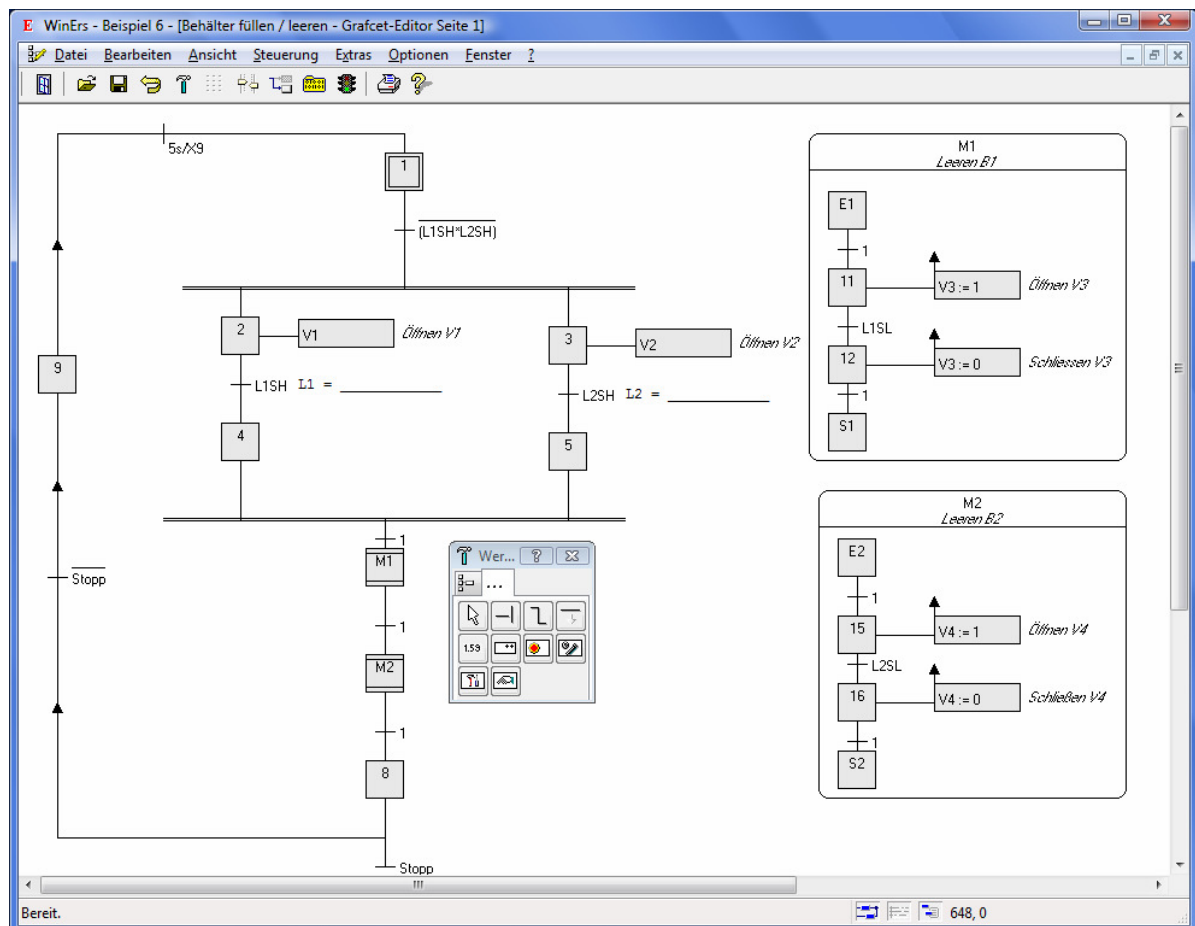 WinErs - Beispiel 6 - [Behälter füllen / leeren - Grafcet-Editor Seite 1]
Datei Bearbeiten Ansicht Steuerung Extras Optionen Fenster ?
5s/X9
1
(L1SH*L2SH)
2
V1
Öffnen V1
3
V2
Öffnen V2
9
L1SH L1 = __________
L2SH L2 = __________
4
5
1
M1
Stopp
1
M2
1
8
Stopp
Wer...
...
1.59
M1
Leeren B1
E1
1
11
V3 := 1
Öffnen V3
L1SL
12
V3 := 0
Schliessen V3
1
S1
M2
Leeren B2
E2
1
15
V4 := 1
Öffnen V4
L2SL
16
V4 := 0
Schließen V4
1
S2
Bereit.
648, 0